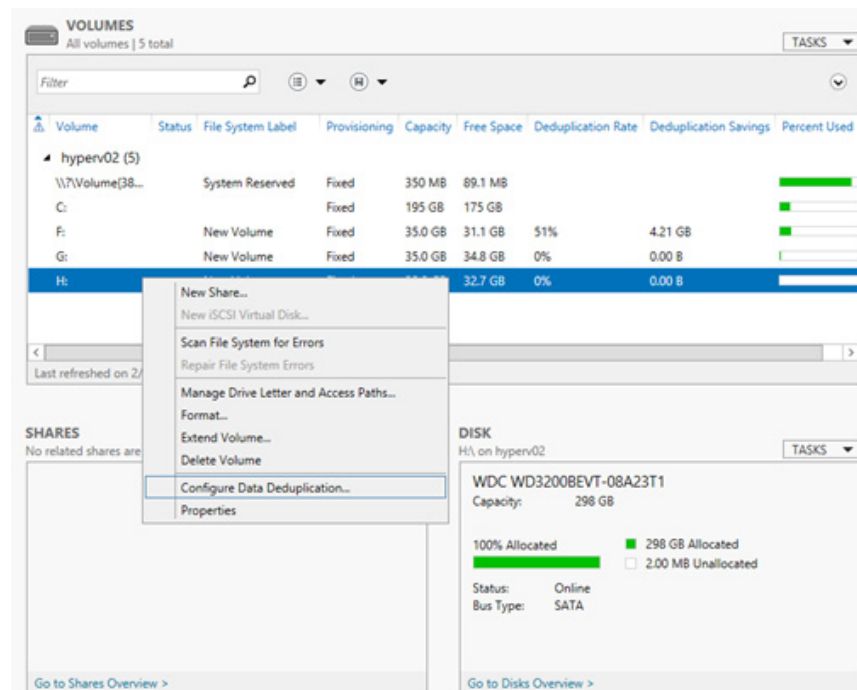 VOLUMES
All volumes | 5 total
TASKS
Filter
Volume Status File System Label Provisioning Capacity Free Space Deduplication Rate Deduplication Savings Percent Used
hyperv02 (5)
\\?\Volume{38... System Reserved Fixed 350 MB 89.1 MB
C: Fixed 195 GB 175 GB
F: New Volume Fixed 35.0 GB 31.1 GB 51% 4.21 GB
G: New Volume Fixed 35.0 GB 34.8 GB 0% 0.00 B
H: 32.7 GB 0% 0.00 B
New Share...
New iSCSI Virtual Disk...
Scan File System for Errors
Repair File System Errors
Last refreshed on 2/
Manage Drive Letter and Access Paths...
Format...
Extend Volume...
Delete Volume
Configure Data Deduplication...
Properties
SHARES
No related shares are
DISK
H:\ on hyperv02
TASKS
WDC WD3200BEVT-08A23T1
Capacity: 298 GB
100% Allocated
298 GB Allocated
2.00 MB Unallocated
Status: Online
Bus Type: SATA
Go to Shares Overview >
Go to Disks Overview >